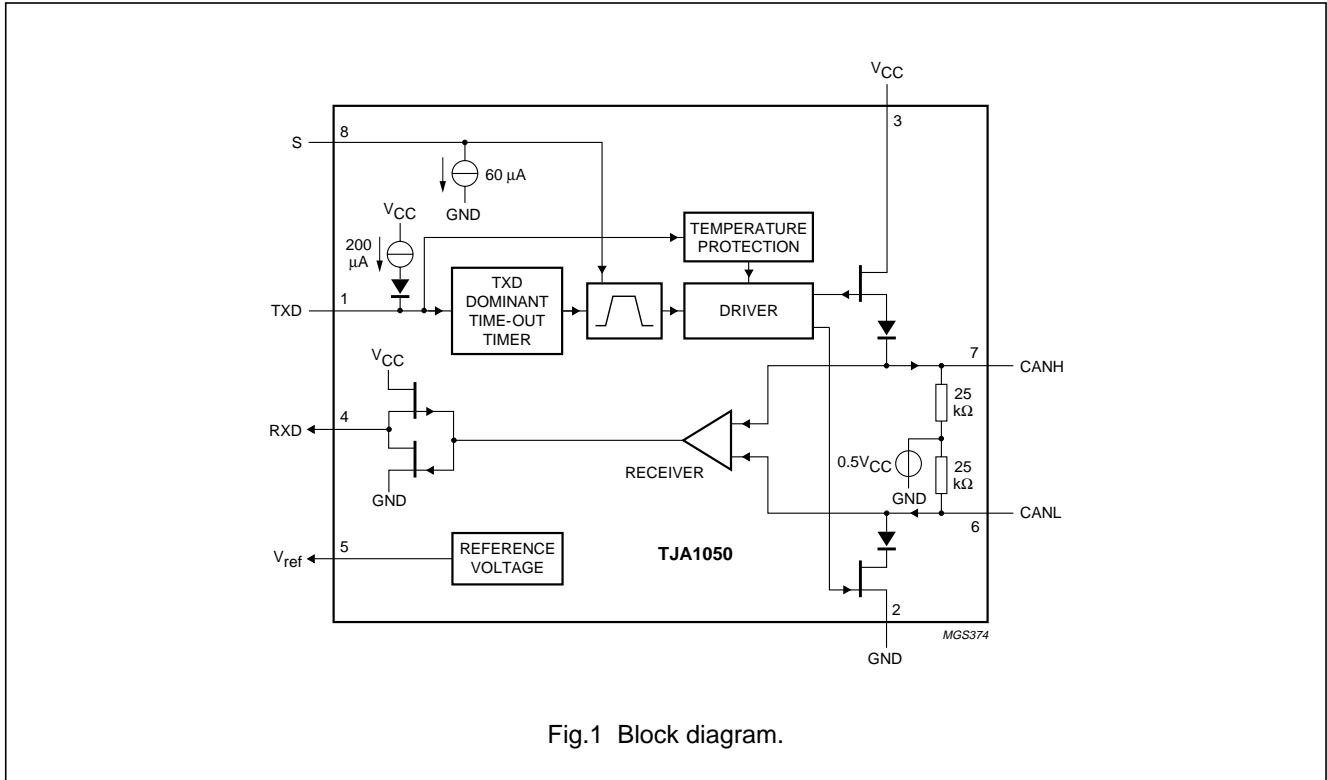 VCC
3
S
8
60 µA
GND
VCC
200
µA
TEMPERATURE
PROTECTION
TXD
1
TXD
DOMINANT
TIME-OUT
TIMER
DRIVER
7
CANH
VCC
25
kΩ
RXD
4
RECEIVER
0.5VCC
GND
25
kΩ
GND
CANL
6
Vref
5
REFERENCE
VOLTAGE
TJA1050
2
MGS374
GND
Fig.1 Block diagram.